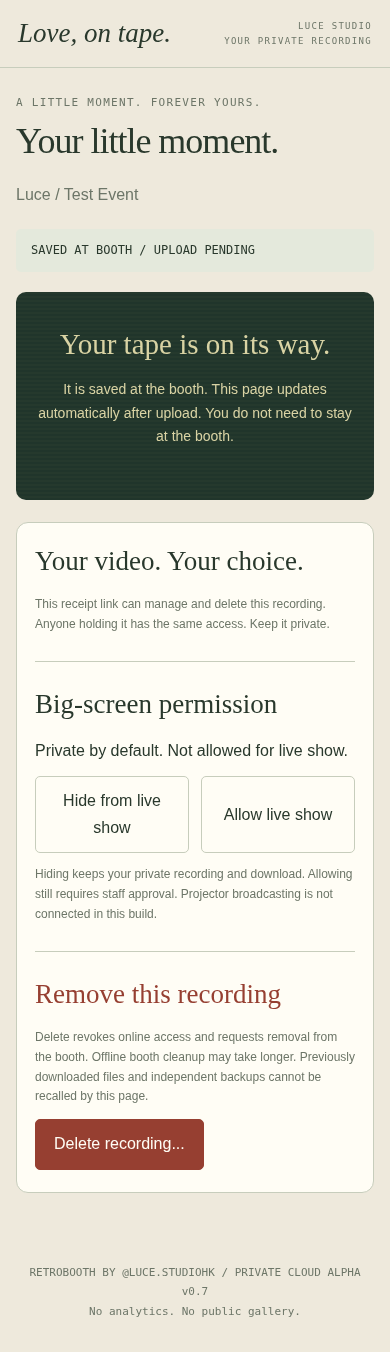 Love, on tape.
LUCE STUDIO
YOUR PRIVATE RECORDING
A LITTLE MOMENT. FOREVER YOURS.
Your little moment.
Luce / Test Event
SAVED AT BOOTH / UPLOAD PENDING
Your tape is on its way.
It is saved at the booth. This page updates
automatically after upload. You do not need to stay
at the booth.
Your video. Your choice.
This receipt link can manage and delete this recording.
Anyone holding it has the same access. Keep it private.
Big-screen permission
Private by default. Not allowed for live show.
Hide from live
show
Allow live show
Hiding keeps your private recording and download. Allowing
still requires staff approval. Projector broadcasting is not
connected in this build.
Remove this recording
Delete revokes online access and requests removal from
the booth. Offline booth cleanup may take longer. Previously
downloaded files and independent backups cannot be
recalled by this page.
Delete recording...
RETROBOOTH BY @LUCE.STUDIOHK / PRIVATE CLOUD ALPHA
v0.7
No analytics. No public gallery.